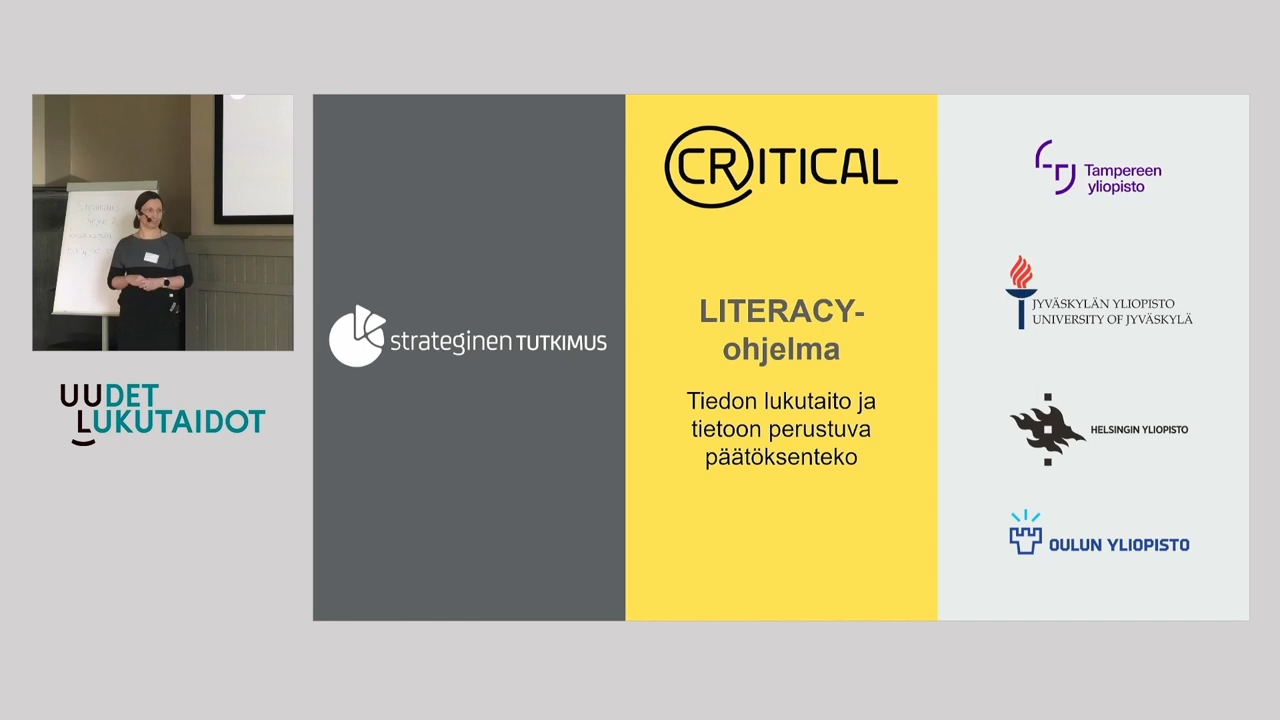 UUDET
LUKUTAIDOT
strateginen TUTKIMUS
CRITICAL
LITERACY-
ohjelma
Tiedon lukutaito ja
tietoon perustuva
päätöksenteko
Tampereen
yliopisto
JYVÄSKYLÄN YLIOPISTO
UNIVERSITY OF JYVÄSKYLÄ
HELSINGIN YLIOPISTO
OULUN YLIOPISTO